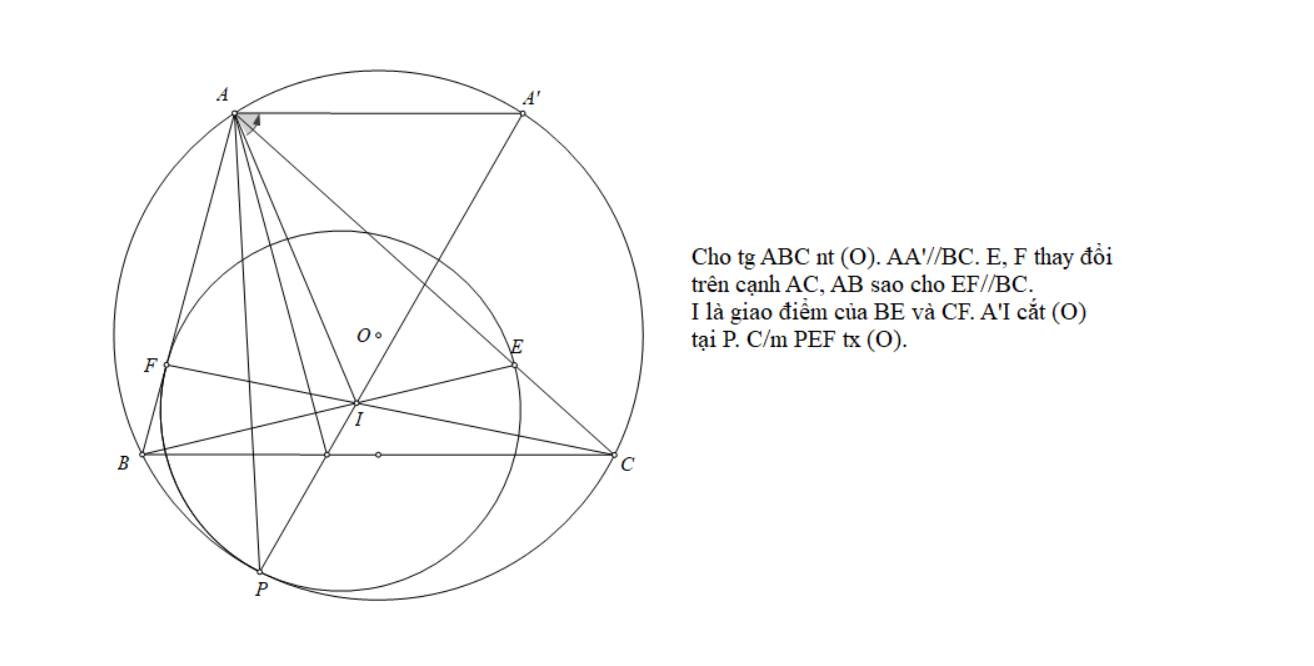 A
A'
O
E
F
I
B
C
P
Cho tg ABC nt (O). AA'//BC. E, F thay đổi
trên cạnh AC, AB sao cho EF//BC.
I là giao điểm của BE và CF. A'I cắt (O)
tại P. C/m PEF tx (O).